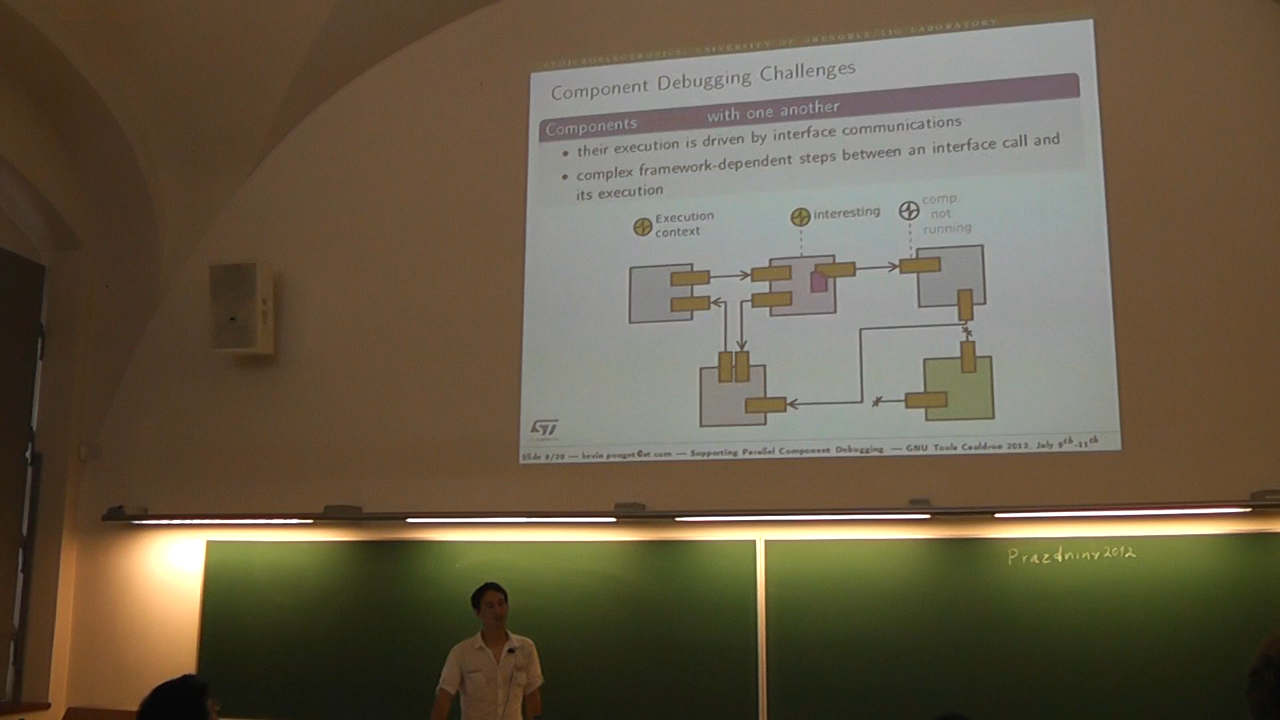 STMICROELECTRONICS, UNIVERSITY OF GRENOBLE/LIG LABORATORY
Component Debugging Challenges
Components with one another
• their execution is driven by interface communications
• complex framework-dependent steps between an interface call and
its execution
Execution
context
interesting
comp.
not
running
ST
Slide 9/29 — kevin.pouget@st.com — Supporting Parallel Component Debugging — GNU Tools Cauldron 2012, July 9th-11th
Prazdniny2012